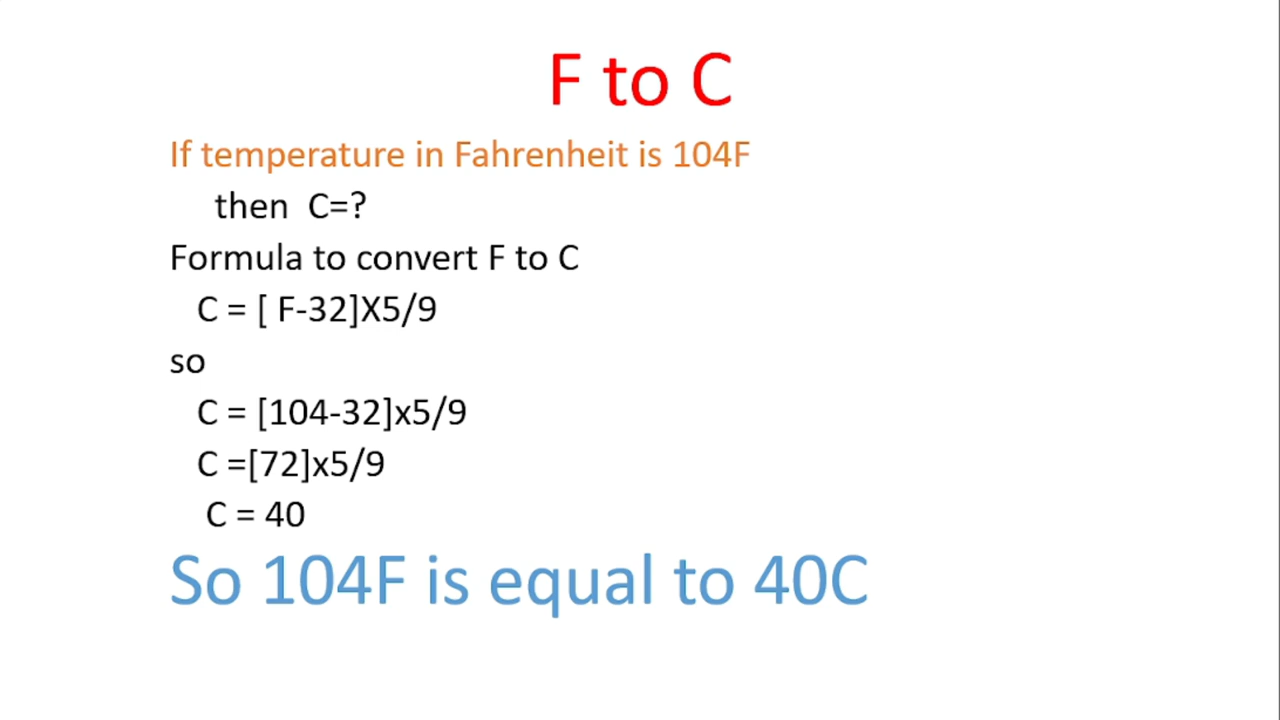 F to C
If temperature in Fahrenheit is 104F
then C=?
Formula to convert F to C
C = [ F-32]X5/9
so
C = [104-32]x5/9
C =[72]x5/9
C = 40
So 104F is equal to 40C